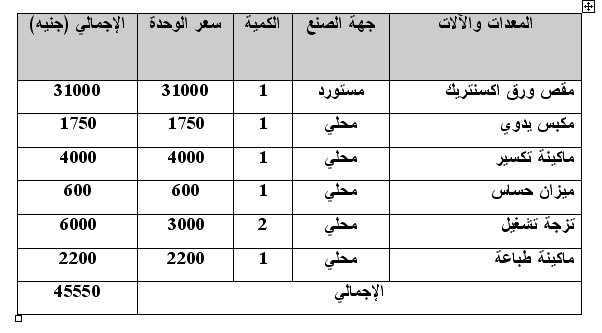 المعدات والآلات جهة الصنع الكمية سعر الوحدة الإجمالي (جنيه)
مقص ورق اكسنتريك مستورد 1 31000 31000
مكبس يدوي محلي 1 1750 1750
ماكينة تكسير محلي 1 4000 4000
ميزان حساس محلي 1 600 600
تزجة تشغيل محلي 2 3000 6000
ماكينة طباعة محلي 1 2200 2200
الإجمالي 45550